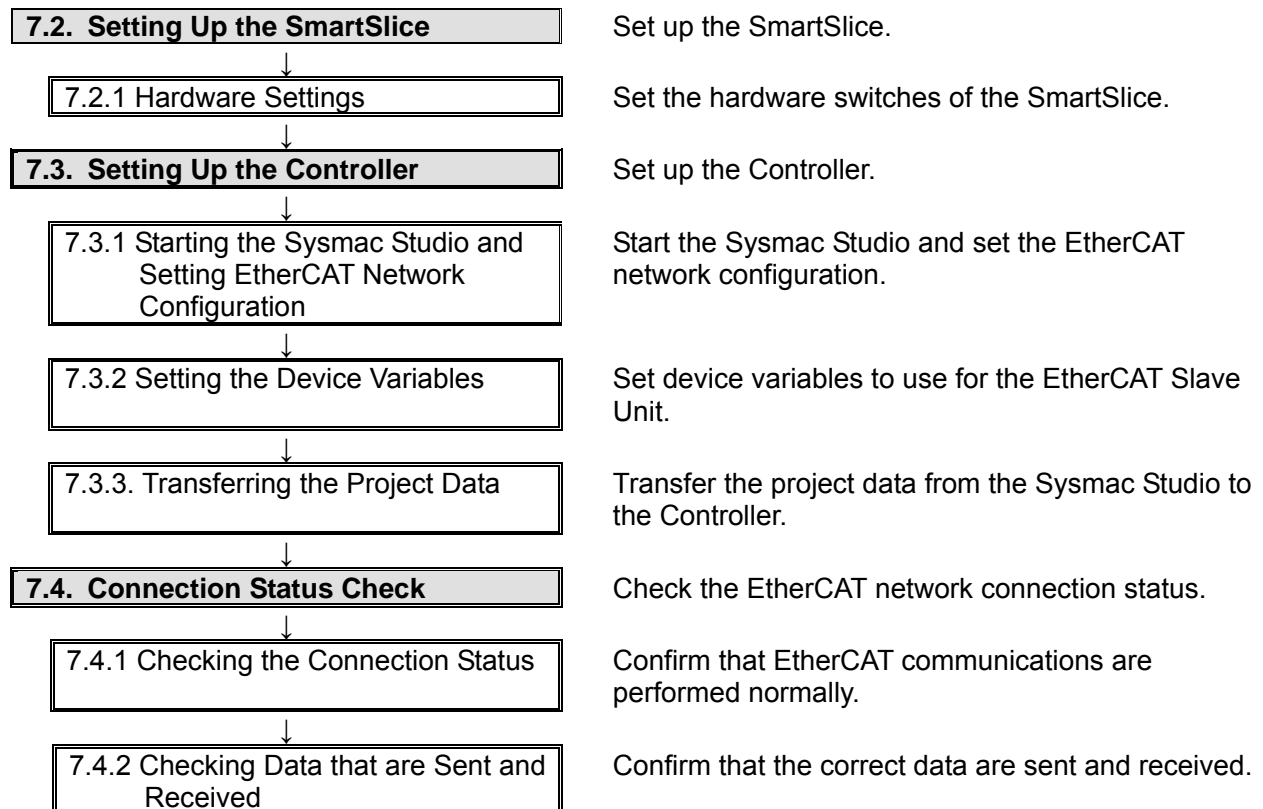 7.2. Setting Up the SmartSlice
Set up the SmartSlice.
↓
7.2.1 Hardware Settings
Set the hardware switches of the SmartSlice.
↓
7.3. Setting Up the Controller
Set up the Controller.
↓
7.3.1 Starting the Sysmac Studio and
Setting EtherCAT Network
Configuration
Start the Sysmac Studio and set the EtherCAT
network configuration.
↓
7.3.2 Setting the Device Variables
Set device variables to use for the EtherCAT Slave
Unit.
↓
7.3.3. Transferring the Project Data
Transfer the project data from the Sysmac Studio to
the Controller.
↓
7.4. Connection Status Check
Check the EtherCAT network connection status.
↓
7.4.1 Checking the Connection Status
Confirm that EtherCAT communications are
performed normally.
↓
7.4.2 Checking Data that are Sent and
Received
Confirm that the correct data are sent and received.